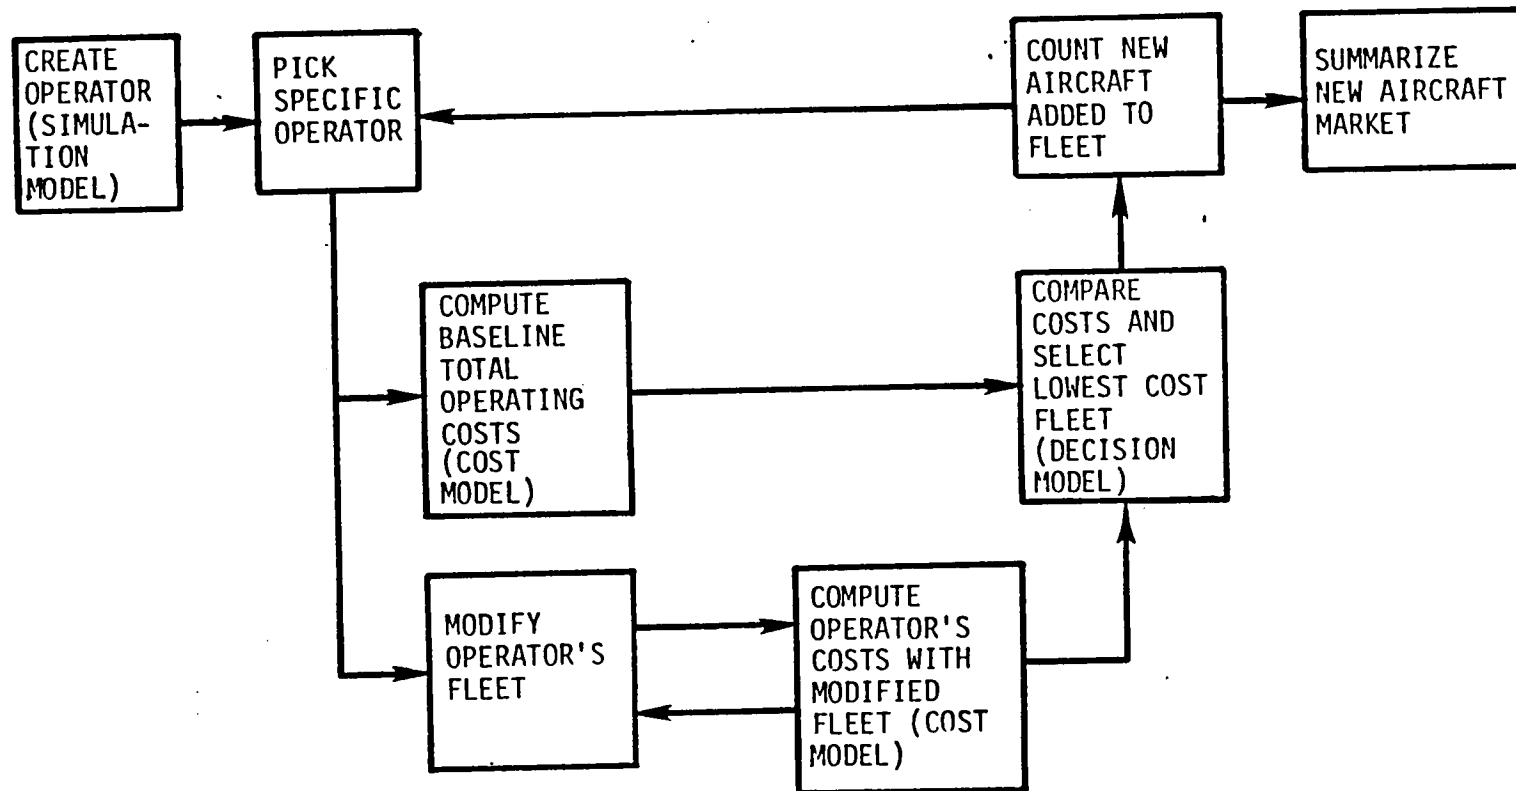 CREATE
OPERATOR
(SIMULA-
TION
MODEL)
PICK
SPECIFIC
OPERATOR
COUNT NEW
AIRCRAFT
ADDED TO
FLEET
SUMMARIZE
NEW AIRCRAFT
MARKET
COMPUTE
BASELINE
TOTAL
OPERATING
COSTS
(COST
MODEL)
COMPARE
COSTS AND
SELECT
LOWEST COST
FLEET
(DECISION
MODEL)
MODIFY
OPERATOR'S
FLEET
COMPUTE
OPERATOR'S
COSTS WITH
MODIFIED
FLEET (COST
MODEL)